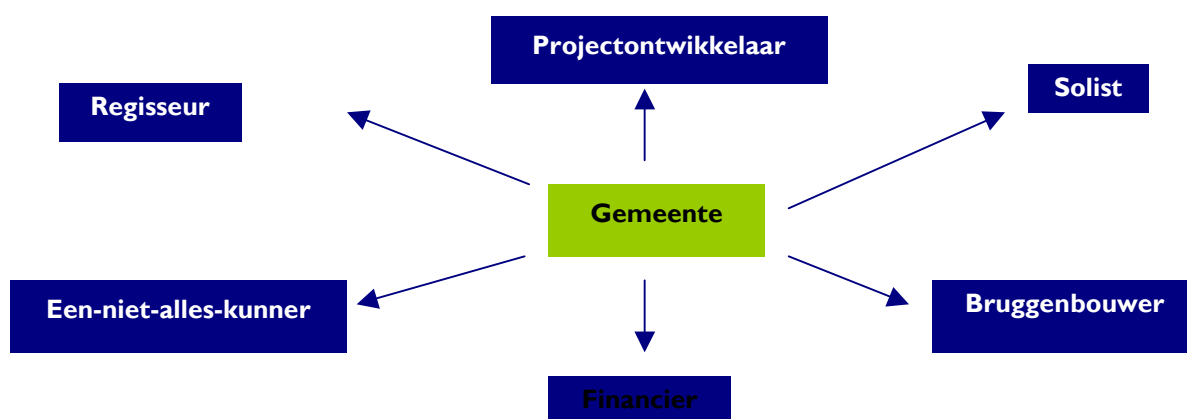 Projectontwikkelaar
Regisseur
Solist
Gemeente
Een-niet-alles-kunner
Bruggenbouwer
Financier